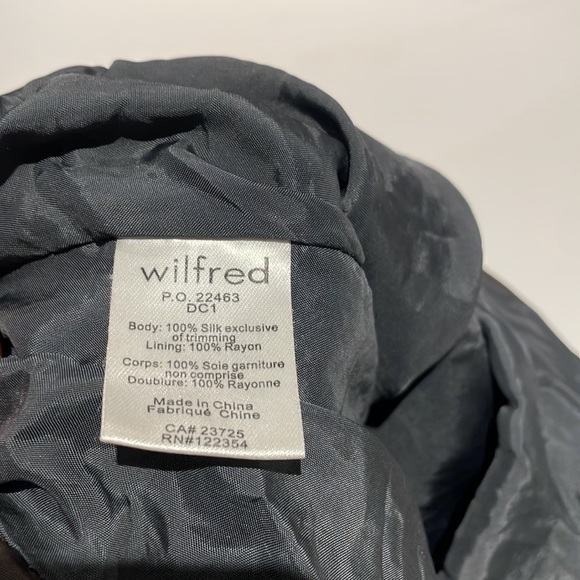 wilfred
P.O. 22463
DC1
Body: 100% Silk exclusive
of trimming
Lining: 100% Rayon
Corps: 100% Soie garniture
non comprise
Doublure: 100% Rayonne
Made in China
Fabriqué Chine
CA# 23725
RN#122354